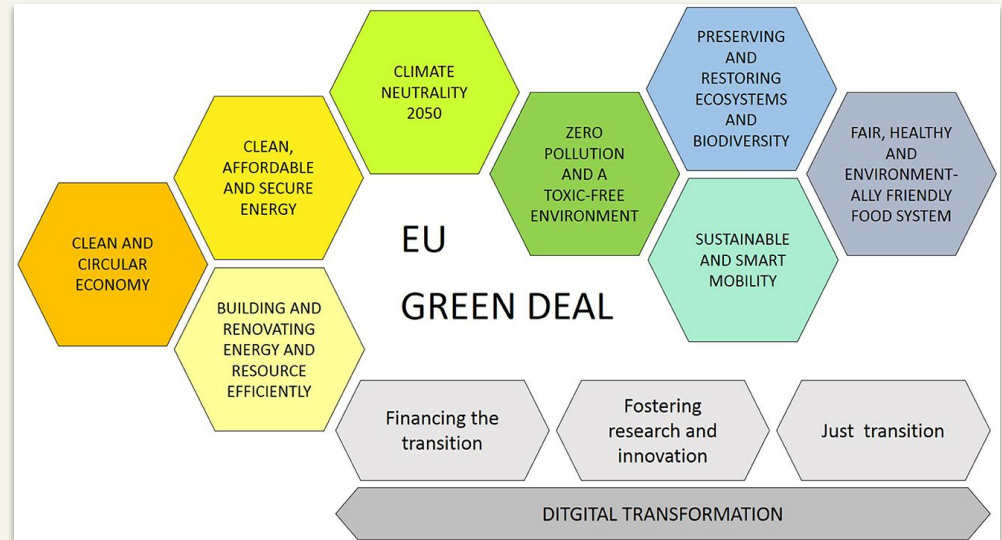 CLIMATE
NEUTRALITY
2050
PRESERVING
AND
RESTORING
ECOSYSTEMS
AND
BIODIVERSITY
CLEAN,
AFFORDABLE
AND SECURE
ENERGY
ZERO
POLLUTION
AND A
TOXIC-FREE
ENVIRONMENT
FAIR, HEALTHY
AND
ENVIRONMENT-
ALLY FRIENDLY
FOOD SYSTEM
CLEAN AND
CIRCULAR
ECONOMY
EU
GREEN DEAL
SUSTAINABLE
AND SMART
MOBILITY
BUILDING AND
RENOVATING
ENERGY AND
RESOURCE
EFFICIENTLY
Financing the
transition
Fostering
research and
innovation
Just transition
DITGITAL TRANSFORMATION